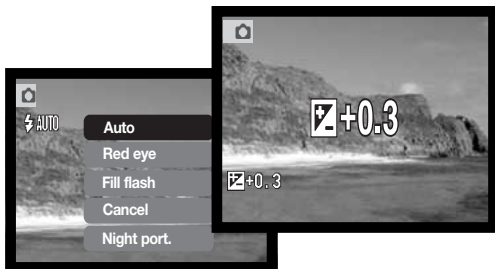 AUTO
Auto
Red eye
Fill flash
Cancel
Night port.
+0.3
+0.3